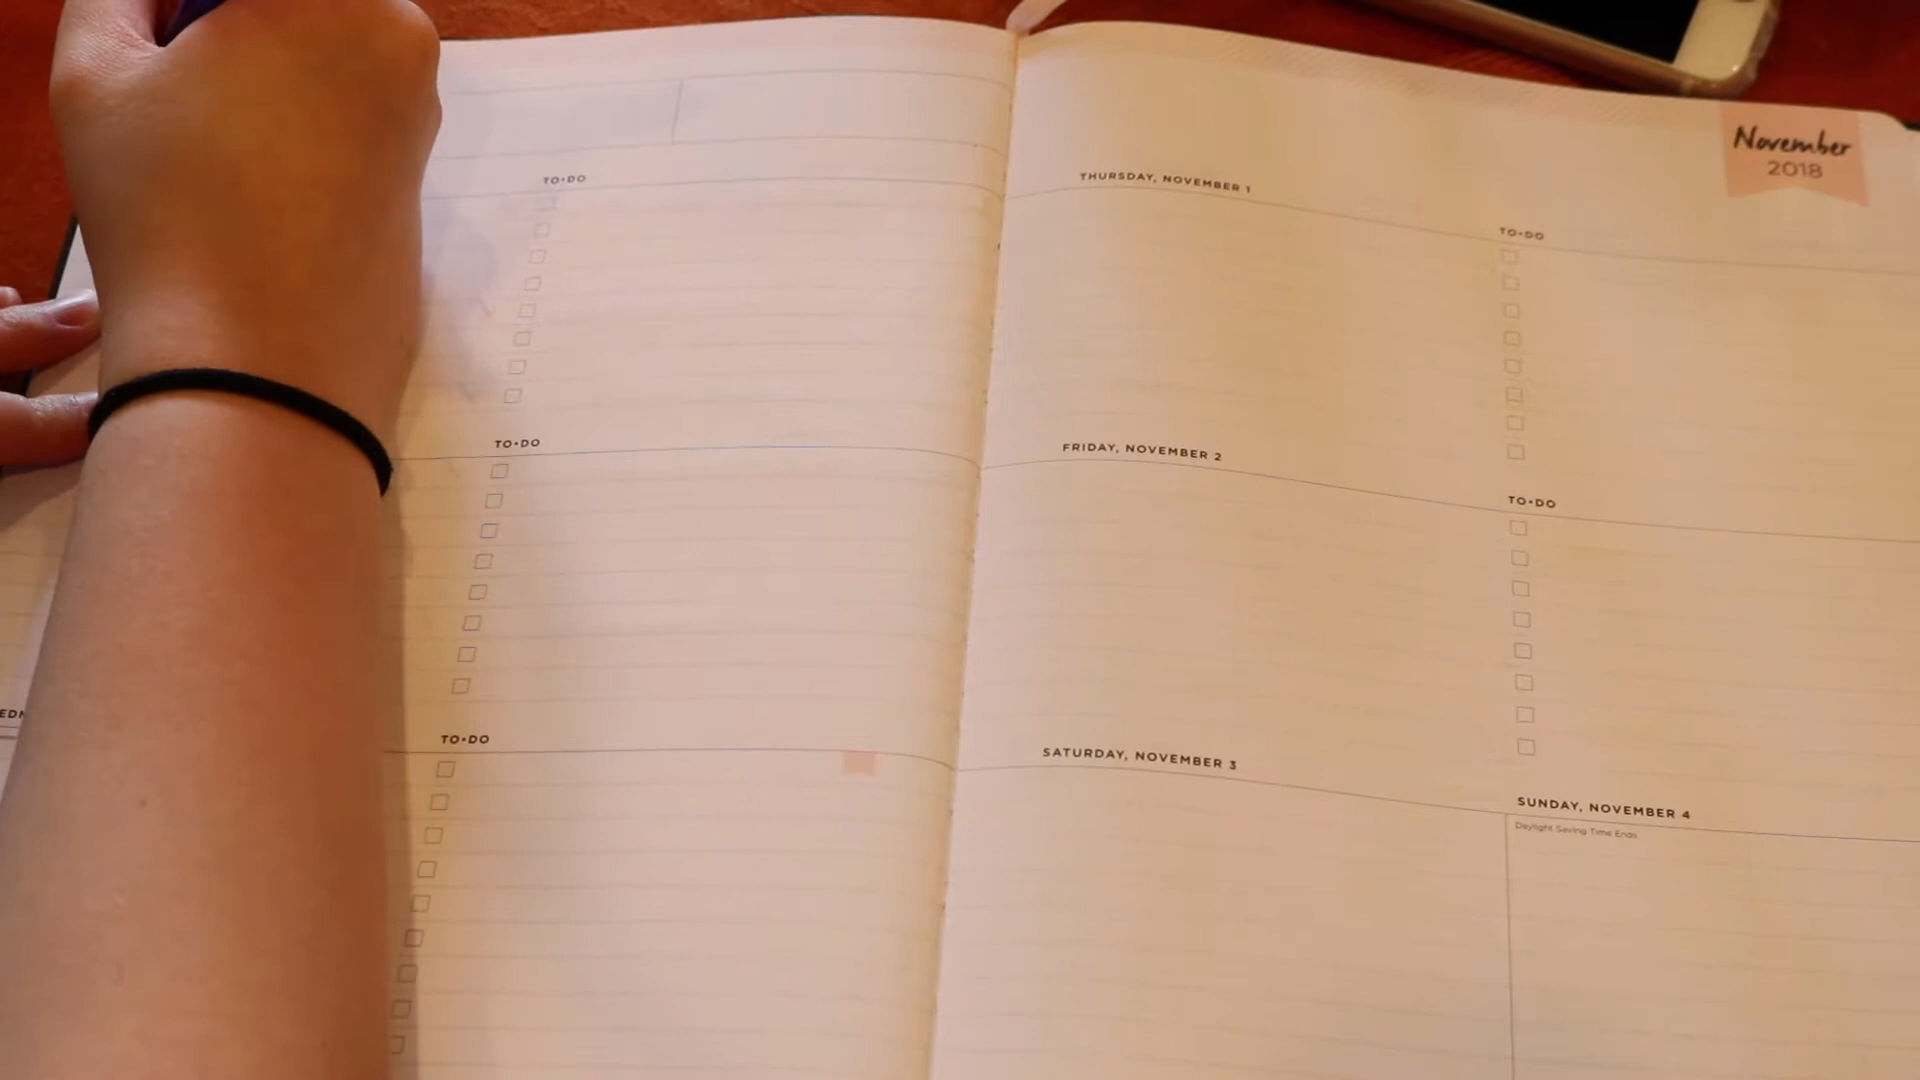 TO•DO
TO•DO
EDN
TO•DO
November
2018
THURSDAY, NOVEMBER 1
TO•DO
FRIDAY, NOVEMBER 2
TO•DO
SATURDAY, NOVEMBER 3
SUNDAY, NOVEMBER 4
Daylight Saving Time Ends